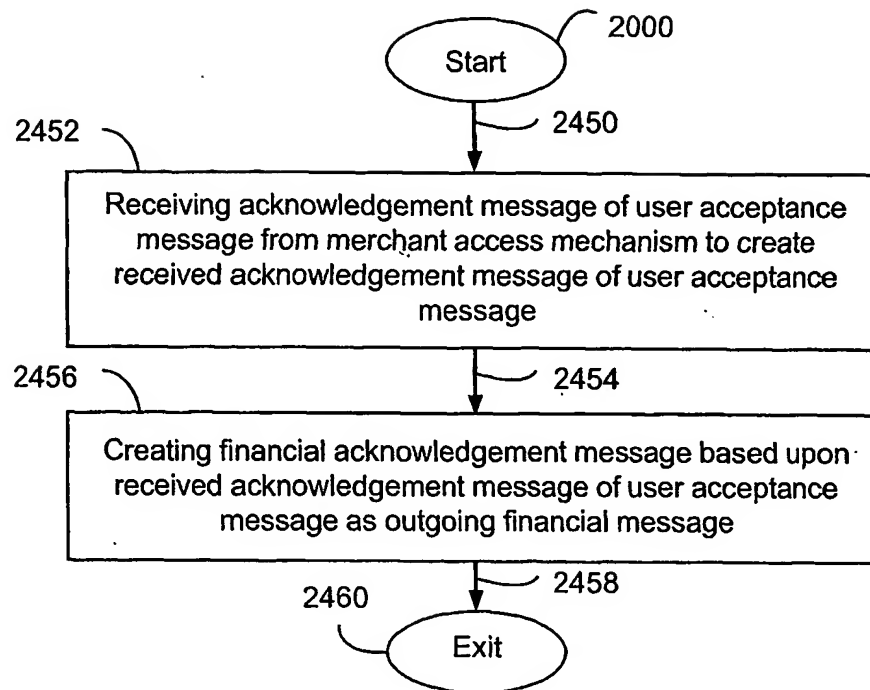 2000
Start
2450
2452
Receiving acknowledgement message of user acceptance
message from merchant access mechanism to create
received acknowledgement message of user acceptance
message
2454
2456
Creating financial acknowledgement message based upon
received acknowledgement message of user acceptance
message as outgoing financial message
2458
2460
Exit